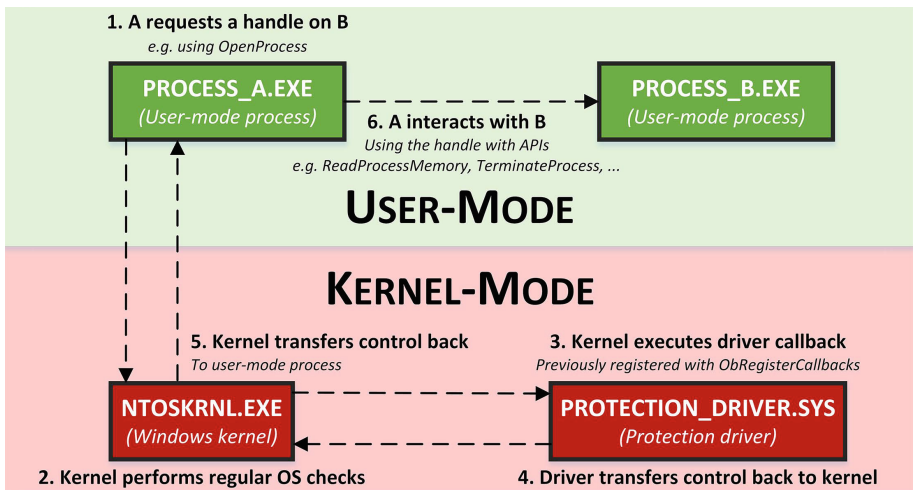 1. A requests a handle on B
e.g. using OpenProcess
PROCESS_A.EXE
(User-mode process)
PROCESS_B.EXE
(User-mode process)
6. A interacts with B
Using the handle with APIs
e.g. ReadProcessMemory, TerminateProcess, ...
USER-MODE
KERNEL-MODE
5. Kernel transfers control back
To user-mode process
3. Kernel executes driver callback
Previously registered with ObRegisterCallbacks
NTOSKRNL.EXE
(Windows kernel)
PROTECTION_DRIVER.SYS
(Protection driver)
2. Kernel performs regular OS checks
4. Driver transfers control back to kernel